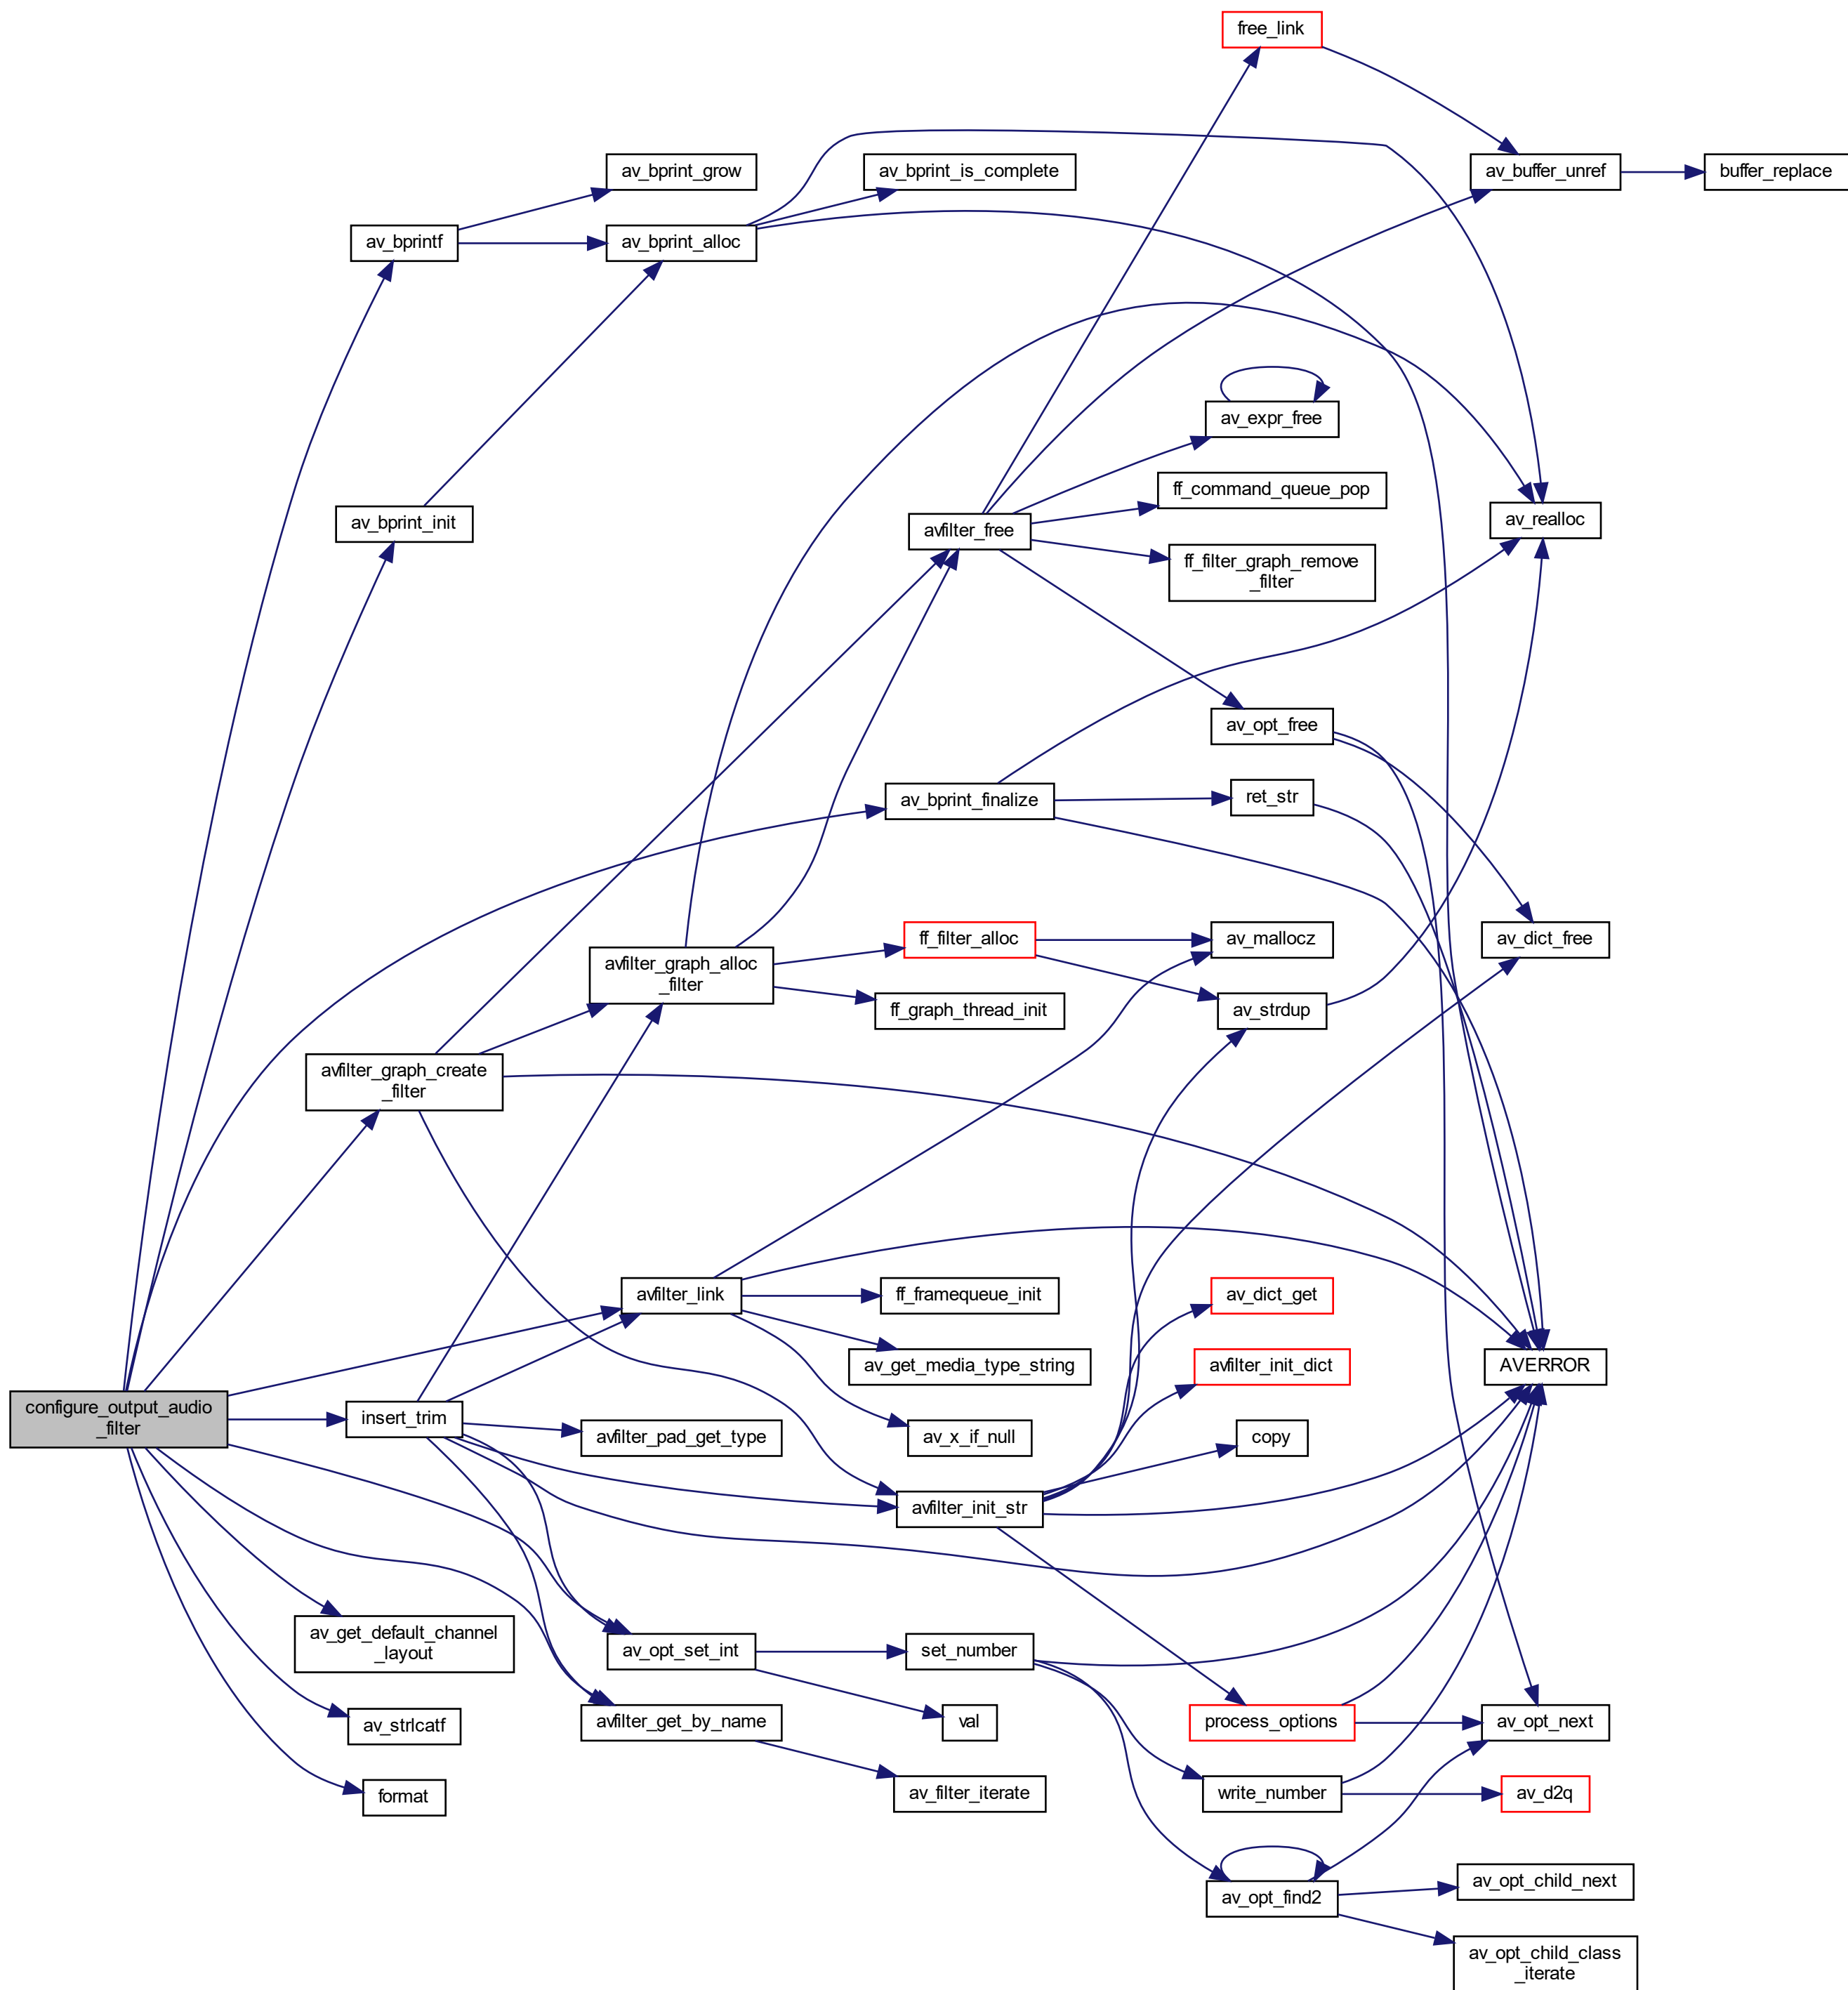 free_link
av_bprint_grow
av_bprint_is_complete
av_buffer_unref
buffer_replace
av_bprintf
av_bprint_alloc
av_expr_free
ff_command_queue_pop
av_bprint_init
avfilter_free
av_realloc
ff_filter_graph_remove
_filter
av_opt_free
av_bprint_finalize
ret_str
ff_filter_alloc
av_mallocz
av_dict_free
avfilter_graph_alloc
_filter
ff_graph_thread_init
av_strdup
avfilter_graph_create
_filter
avfilter_link
ff_framequeue_init
av_dict_get
av_get_media_type_string
avfilter_init_dict
AVERROR
configure_output_audio
_filter
insert_trim
avfilter_pad_get_type
av_x_if_null
copy
avfilter_init_str
av_get_default_channel
_layout
av_opt_set_int
set_number
av_strlcatf
avfilter_get_by_name
val
process_options
av_opt_next
format
av_filter_iterate
write_number
av_d2q
av_opt_find2
av_opt_child_next
av_opt_child_class
_iterate